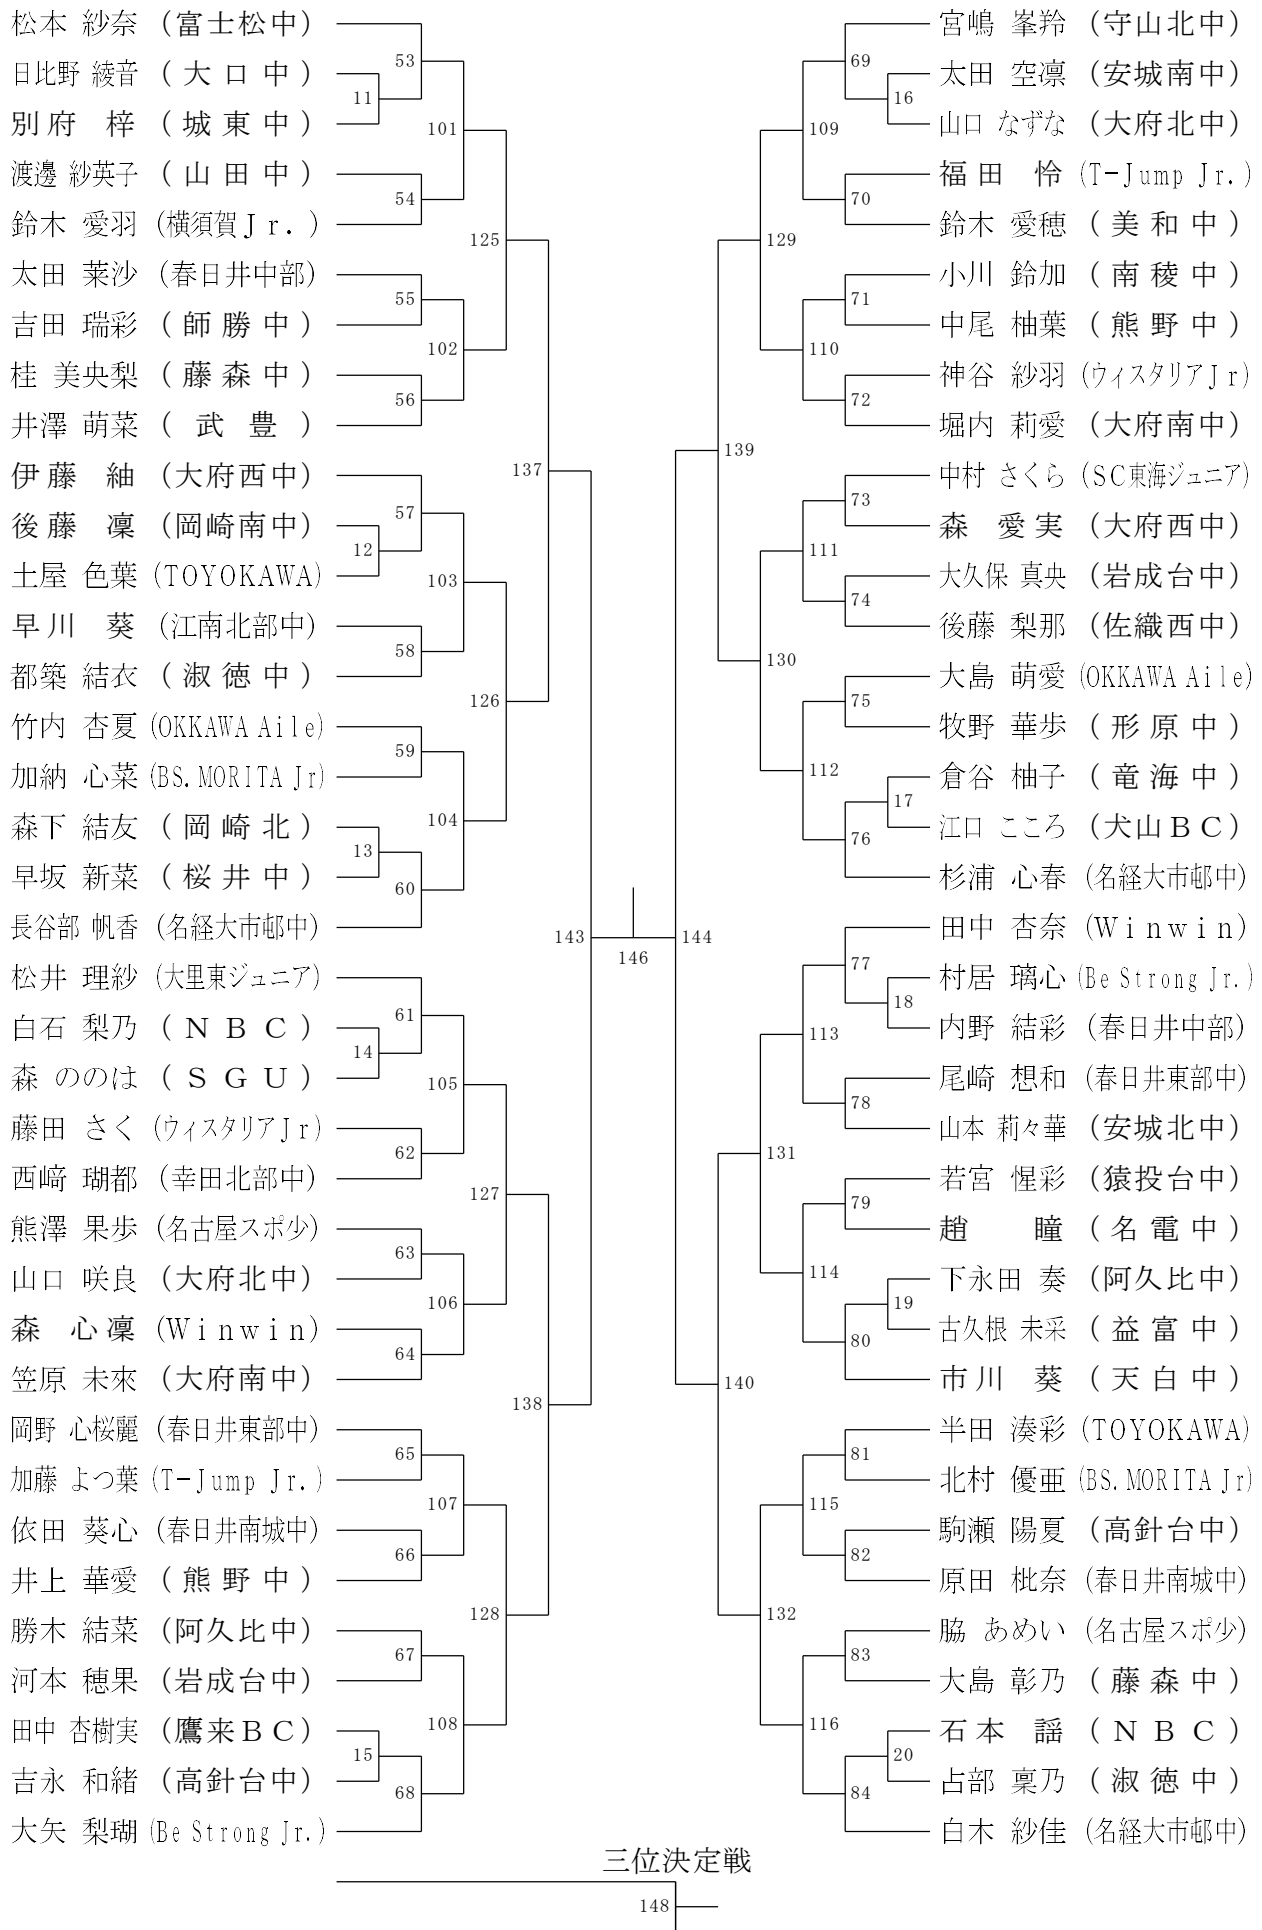 松本 紗奈 (富士松中)
日比野 綾音 (大口中)
別府 梓 (城東中)
渡邊 紗英子 (山田中)
鈴木 愛羽 (横須賀Jr.)
太田 菜沙 (春日井中部)
吉田 瑞彩 (師勝中)
桂 美央梨 (藤森中)
井澤 萌菜 (武豊)
伊藤 紬 (大府西中)
後藤 凜 (岡崎南中)
土屋 色葉 (TOYOKAWA)
早川 葵 (江南北部中)
都築 結衣 (淑徳中)
竹内 杏夏 (OKKAWA Aile)
加納 心菜 (BS.MORITA Jr)
森下 結友 (岡崎北)
早坂 新菜 (桜井中)
長谷部 帆香 (名経大市邨中)
松井 理紗 (大里東ジュニア)
白石 梨乃 (NBC)
森 ののは (SGU)
藤田 さく (ウィスタリアJr)
西﨑 瑚都 (幸田北部中)
熊澤 果歩 (名古屋スポ少)
山口 咲良 (大府北中)
森 心凜 (Winwin)
笠原 未來 (大府南中)
岡野 心桜麗 (春日井東部中)
加藤 よつ葉 (T-Jump Jr.)
依田 葵心 (春日井南城中)
井上 華愛 (熊野中)
勝木 結菜 (阿久比中)
河本 穂果 (岩成台中)
田中 杏樹実 (鷹来BC)
吉永 和緒 (高針台中)
大矢 梨瑚 (Be Strong Jr.)
11
12
13
14
15
53
54
55
56
57
58
59
60
61
62
63
64
65
66
67
68
101
102
103
104
105
106
107
108
125
126
127
128
137
138
143
146
144
139
140
129
130
131
132
109
110
111
112
113
114
115
116
69
70
71
72
73
74
75
76
77
78
79
80
81
82
83
84
16
17
18
19
20
宮嶋 峯羚 (守山北中)
太田 空凛 (安城南中)
山口 なずな (大府北中)
福田 怜 (T-Jump Jr.)
鈴木 愛穂 (美和中)
小川 鈴加 (南稜中)
中尾 柚葉 (熊野中)
神谷 紗羽 (ウィスタリアJr)
堀内 莉愛 (大府南中)
中村 さくら (SC東海ジュニア)
森 愛実 (大府西中)
大久保 真央 (岩成台中)
後藤 梨那 (佐織西中)
大島 萌愛 (OKKAWA Aile)
牧野 華歩 (形原中)
倉谷 柚子 (竜海中)
江口 こころ (犬山BC)
杉浦 心春 (名経大市邨中)
田中 杏奈 (Winwin)
村居 璃心 (Be Strong Jr.)
内野 結彩 (春日井中部)
尾崎 想和 (春日井東部中)
山本 莉々華 (安城北中)
若宮 惺彩 (猿投台中)
趙 瞳 (名電中)
下永田 奏 (阿久比中)
古久根 未采 (益富中)
市川 葵 (天白中)
半田 湊彩 (TOYOKAWA)
北村 優亜 (BS.MORITA Jr)
駒瀬 陽夏 (高針台中)
原田 枇奈 (春日井南城中)
脇 あめい (名古屋スポ少)
大島 彰乃 (藤森中)
石本 謡 (NBC)
占部 稟乃 (淑徳中)
白木 紗佳 (名経大市邨中)
三位決定戦
148